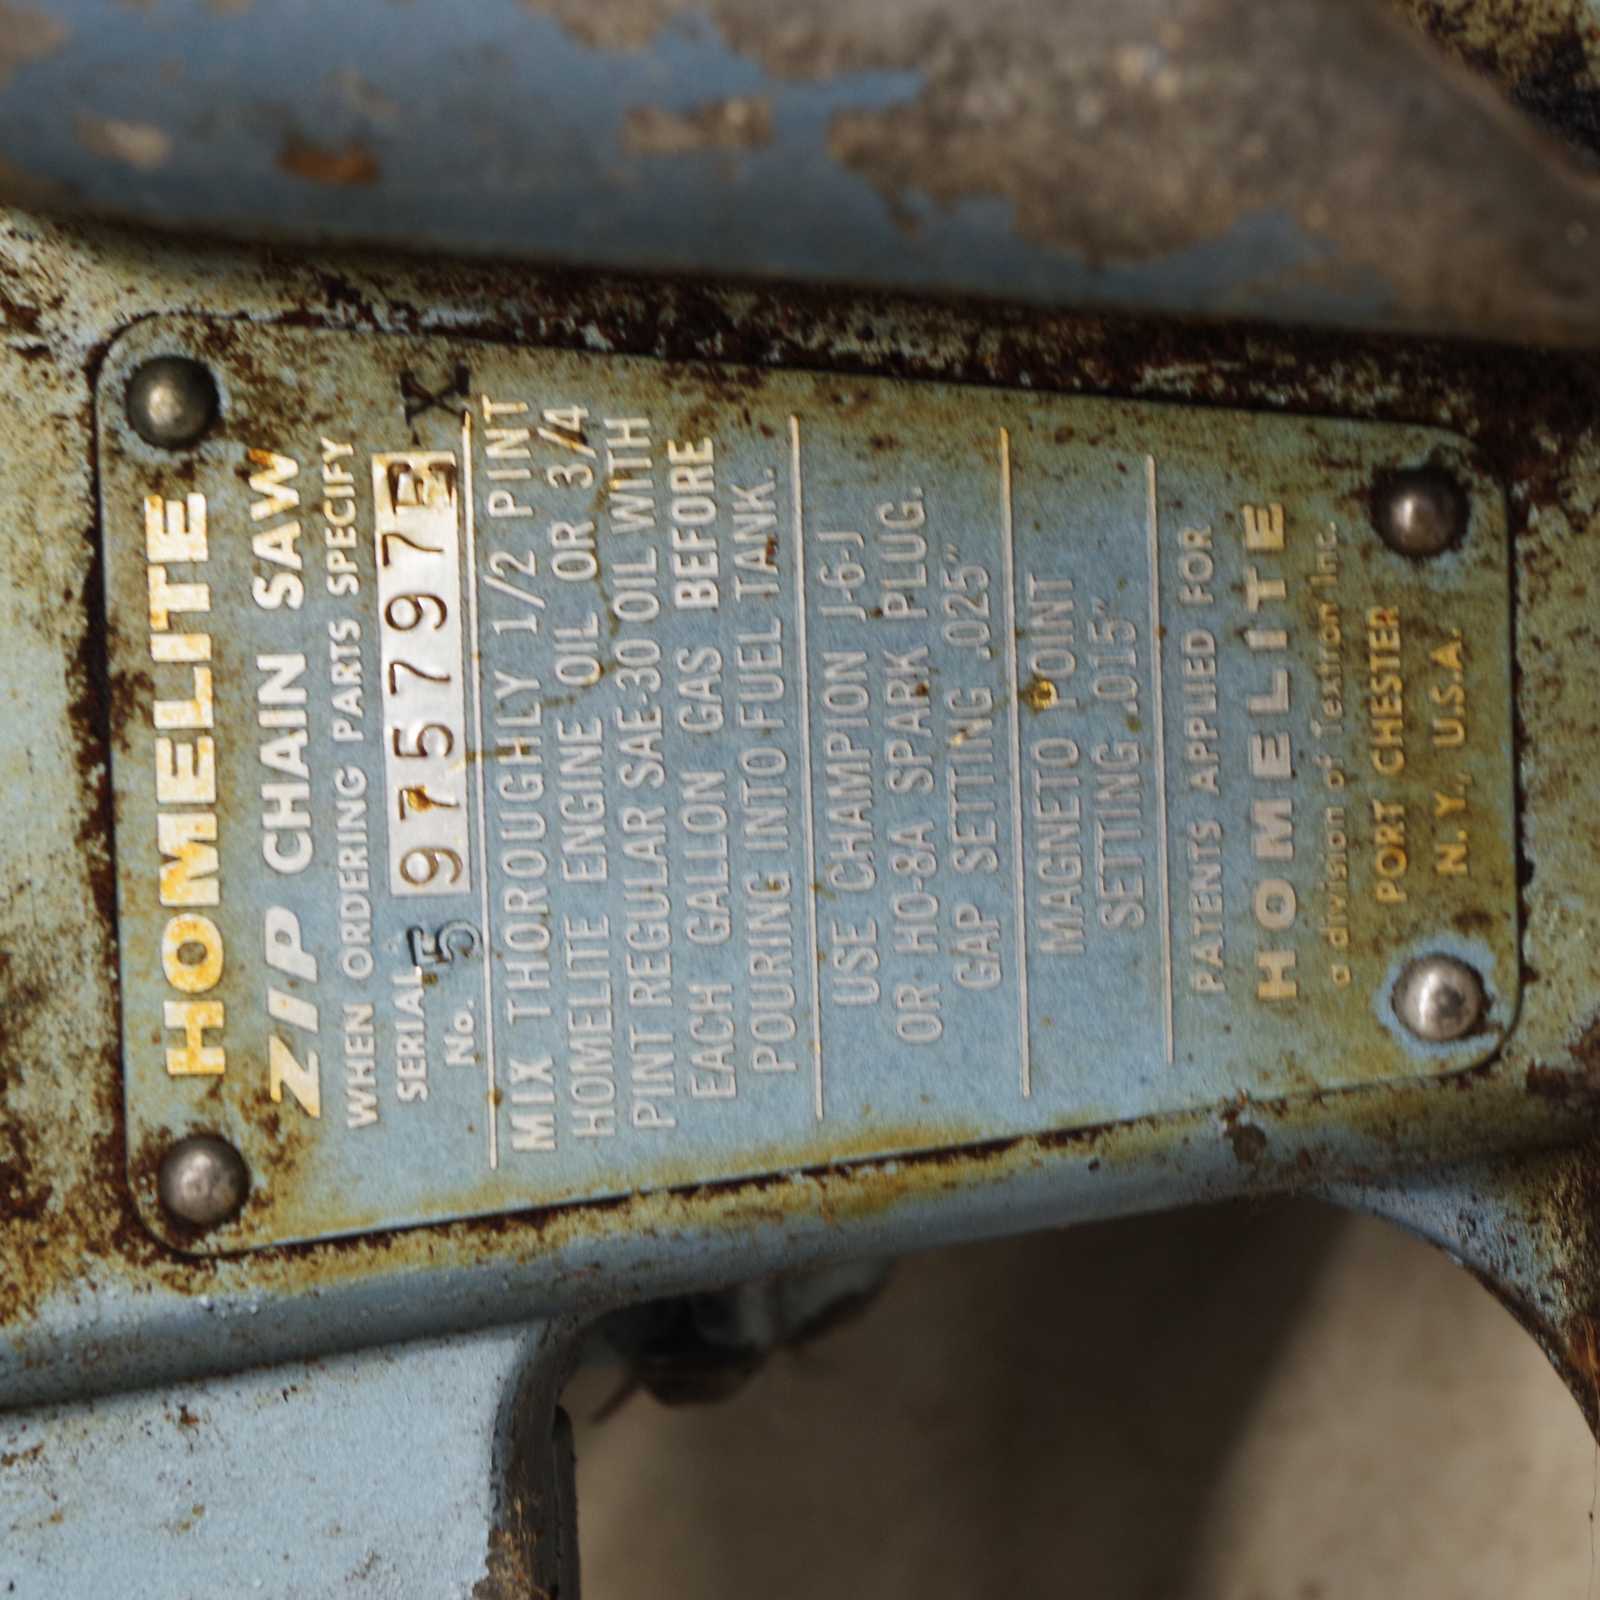 HOMELITE
ZIP CHAIN SAW
WHEN ORDERING PARTS SPECIFY
SERIAL No. 5 975797E X
MIX THOROUGHLY 1/2 PINT
HOMELITE ENGINE OIL OR 3/4
PINT REGULAR SAE-30 OIL WITH
EACH GALLON GAS BEFORE
POURING INTO FUEL TANK.
USE CHAMPION J-6-J
OR HO-8A SPARK PLUG.
GAP SETTING .025"
MAGNETO POINT
SETTING .015"
PATENTS APPLIED FOR
HOMELITE
a division of Textron Inc.
PORT CHESTER
N. Y., U.S.A.